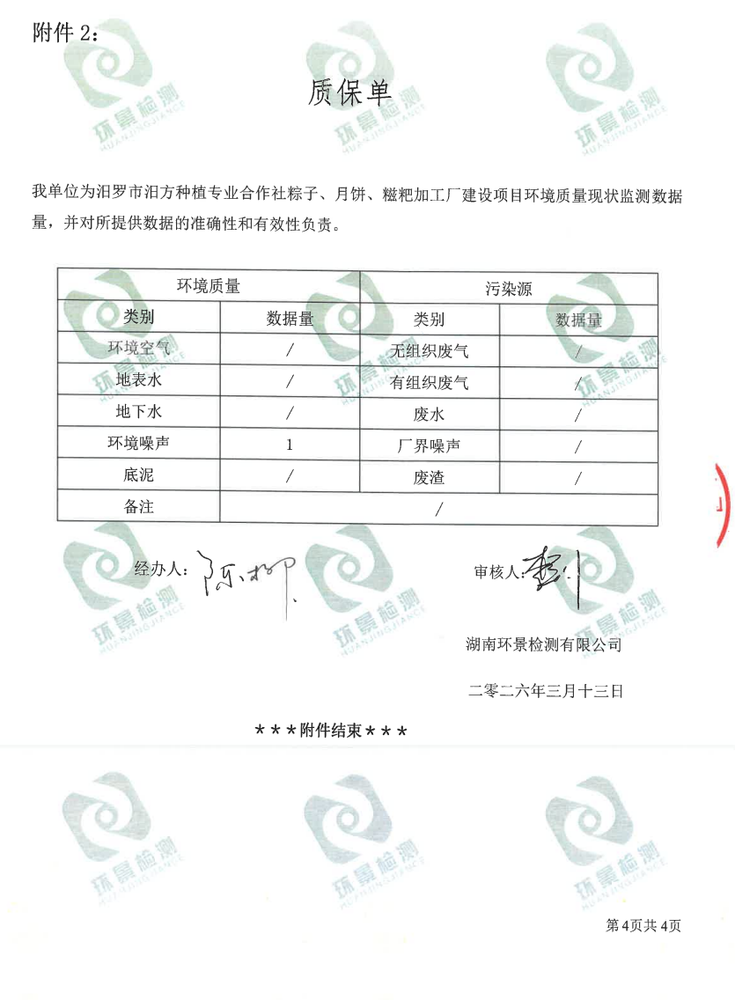 附件 2：
质保单
我单位为汨罗市汨方种植专业合作社粽子、月饼、糍粑加工厂建设项目环境质量现状监测数据
量，并对所提供数据的准确性和有效性负责。
环境质量 污染源
类别 数据量 类别 数据量
环境空气 / 无组织废气 /
地表水 / 有组织废气 /
地下水 / 废水 /
环境噪声 1 厂界噪声 /
底泥 / 废渣 /
备注 /
经办人： 审核人：
湖南环景检测有限公司
二零二六年三月十三日
***附件结束***
第 4页共 4页
环景检测
HUANJINGJIANCE